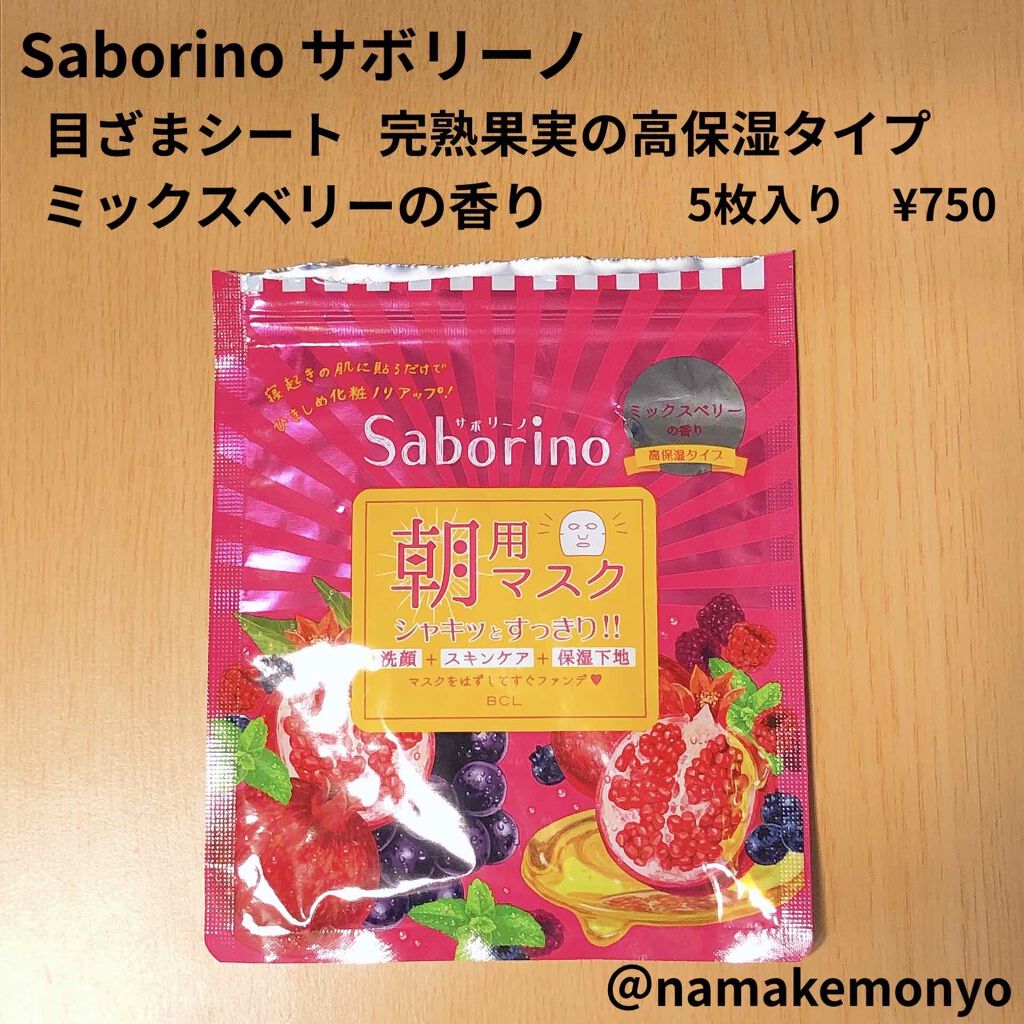 Saborino サボリーノ
目ざまシート 完熟果実の高保湿タイプ
ミックスベリーの香り 5枚入り ¥750
寝起きの肌に貼るだけで
ひきしめ化粧ノリアップ!
サボリーノ
Saborino
ミックスベリー
の香り
高保湿タイプ
朝用マスク
シャキッとすっきり!!
洗顔+スキンケア+保湿下地
マスクをはずしてすぐファンデ♥
BCL
@namakemonyo